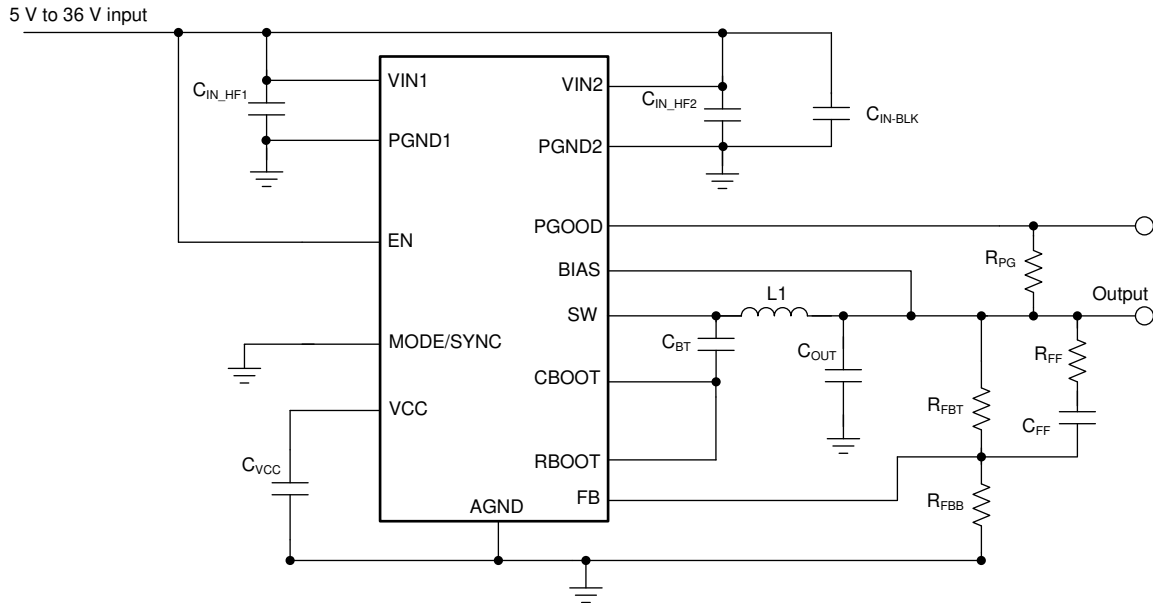 5 V to 36 V input
VIN1
VIN2
C_IN_HF1
C_IN_HF2
C_IN-BLK
PGND1
PGND2
PGOOD
EN
BIAS
R_PG
L1
Output
SW
MODE/SYNC
C_BT
C_OUT
R_FF
CBOOT
VCC
R_FBT
C_FF
RBOOT
C_VCC
FB
AGND
R_FBB